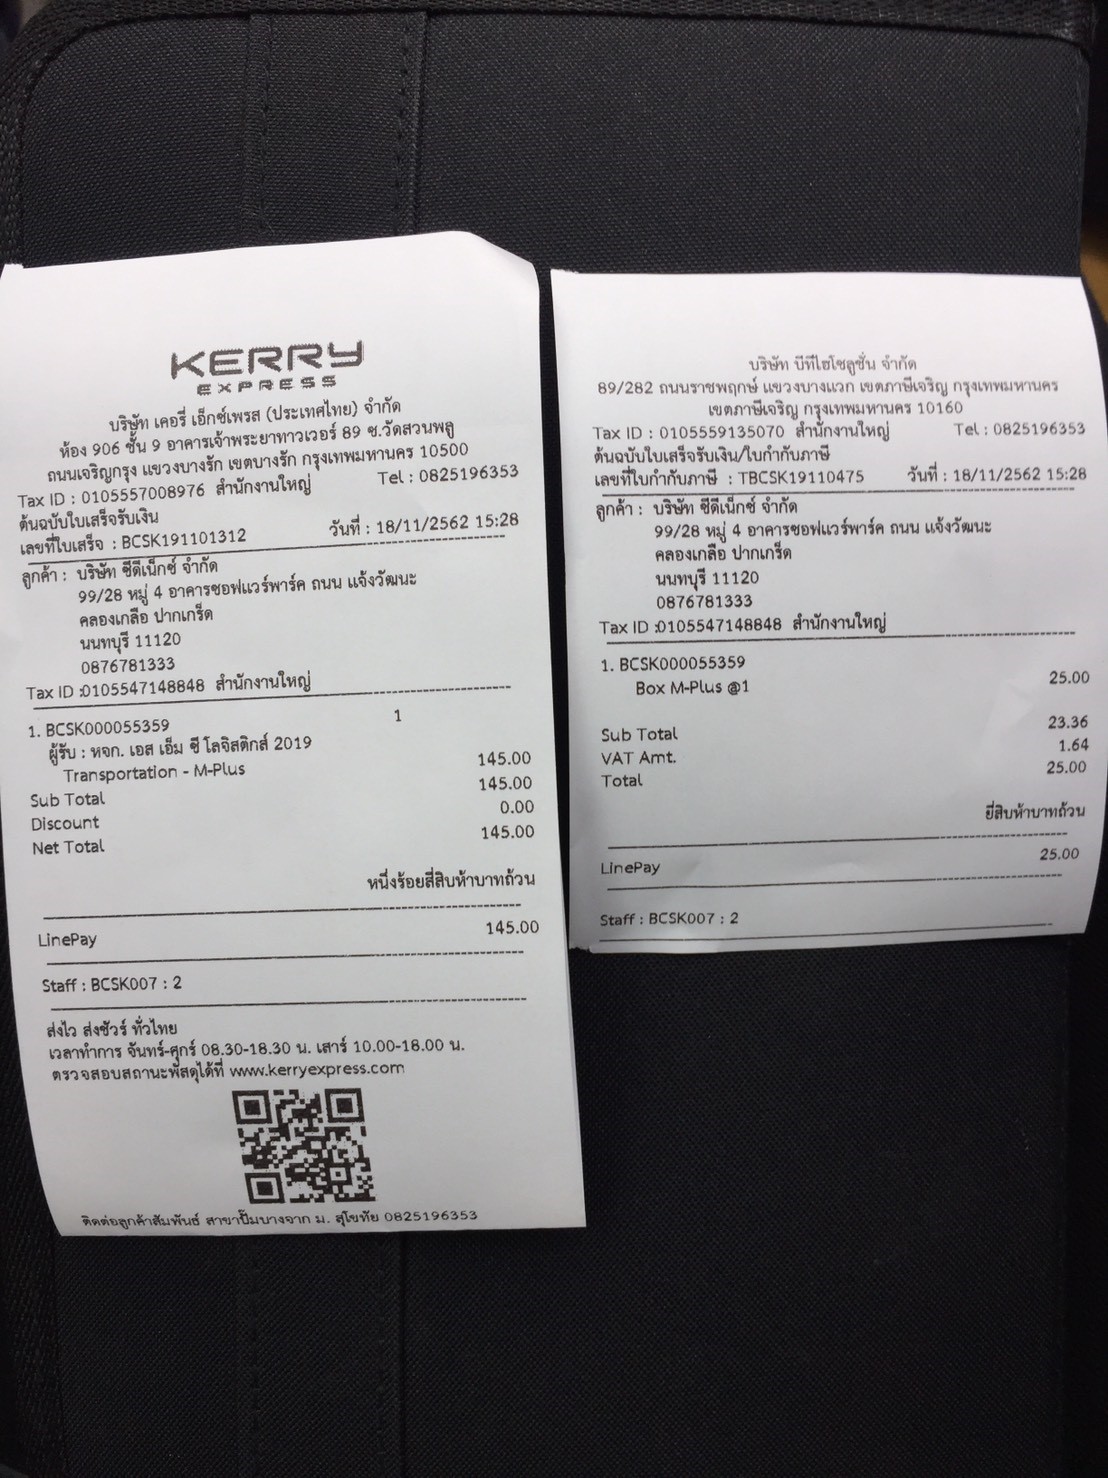 KERRY
EXPRESS
บริษัท เคอรี่ เอ็กซ์เพรส (ประเทศไทย) จำกัด
ห้อง 906 ชั้น 9 อาคารเจ้าพระยาทาวเวอร์ 89 ซ.วัดสวนพลู
ถนนเจริญกรุง แขวงบางรัก เขตบางรัก กรุงเทพมหานคร 10500
Tax ID : 0105557008976 สำนักงานใหญ่ Tel : 0825196353
ต้นฉบับใบเสร็จรับเงิน
เลขที่ใบเสร็จ : BCSK191101312 วันที่ : 18/11/2562 15:28
ลูกค้า : บริษัท ซีดีเน็กซ์ จำกัด
99/28 หมู่ 4 อาคารซอฟแวร์พาร์ค ถนน แจ้งวัฒนะ
คลองเกลือ ปากเกร็ด
นนทบุรี 11120
0876781333
Tax ID :0105547148848 สำนักงานใหญ่
1. BCSK000055359 1
ผู้รับ : หจก. เอส เอ็ม ซี โลจิสติกส์ 2019
Transportation - M-Plus 145.00
Sub Total 145.00
Discount 0.00
Net Total 145.00
หนึ่งร้อยสี่สิบห้าบาทถ้วน
LinePay 145.00
Staff : BCSK007 : 2
ส่งไว ส่งชัวร์ ทั่วไทย
เวลาทำการ จันทร์-ศุกร์ 08.30-18.30 น. เสาร์ 10.00-18.00 น.
ตรวจสอบสถานะพัสดุได้ที่ www.kerryexpress.com
ติดต่อลูกค้าสัมพันธ์ สาขาปั๊มบางจาก ม. สุโขทัย 0825196353
บริษัท บีทีไฮโซลูชั่น จำกัด
89/282 ถนนราชพฤกษ์ แขวงบางแวก เขตภาษีเจริญ กรุงเทพมหานคร
เขตภาษีเจริญ กรุงเทพมหานคร 10160
Tax ID : 0105559135070 สำนักงานใหญ่ Tel : 0825196353
ต้นฉบับใบเสร็จรับเงิน/ใบกำกับภาษี
เลขที่ใบกำกับภาษี : TBCSK19110475 วันที่ : 18/11/2562 15:28
ลูกค้า : บริษัท ซีดีเน็กซ์ จำกัด
99/28 หมู่ 4 อาคารซอฟแวร์พาร์ค ถนน แจ้งวัฒนะ
คลองเกลือ ปากเกร็ด
นนทบุรี 11120
0876781333
Tax ID :0105547148848 สำนักงานใหญ่
1. BCSK000055359
Box M-Plus @1 25.00
Sub Total 23.36
VAT Amt. 1.64
Total 25.00
ยี่สิบห้าบาทถ้วน
LinePay 25.00
Staff : BCSK007 : 2